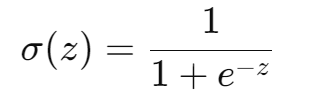 σ(z) = 1 / (1 + e^{-z})